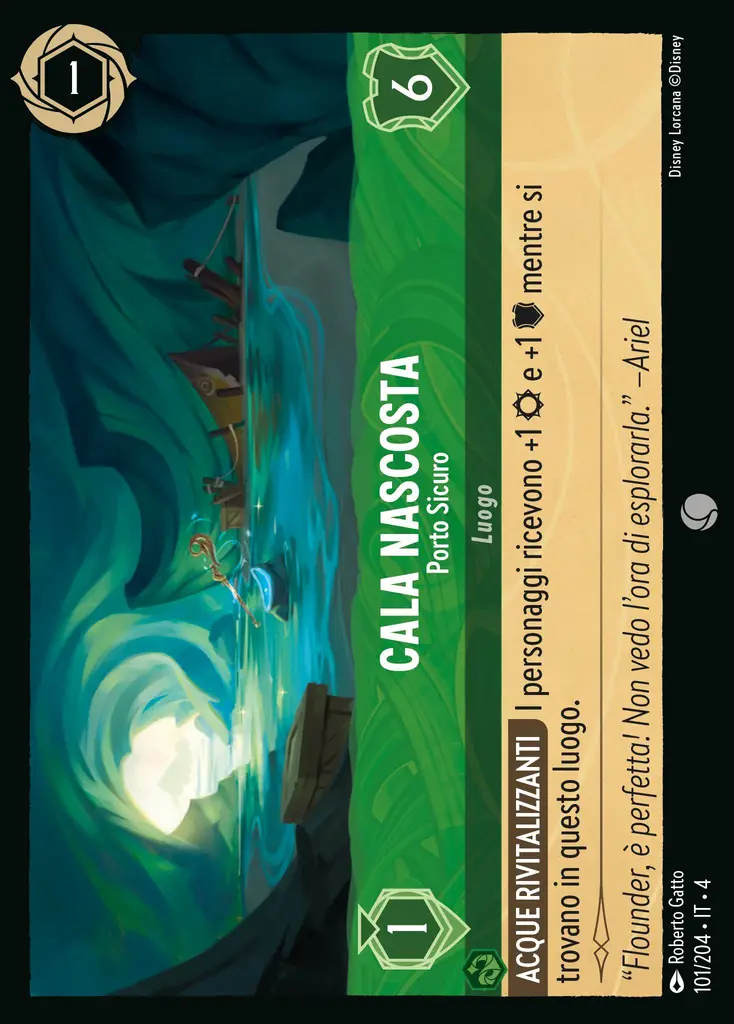 1
CALA NASCOSTA
Porto Sicuro
1
6
Luogo
ACQUE RIVITALIZZANTI I personaggi ricevono +1 e +1 mentre si
trovano in questo luogo.
“Flounder, è perfetta! Non vedo l’ora di esplorarla.” –Ariel
Roberto Gatto
101/204 • IT • 4
Disney Lorcana ©Disney